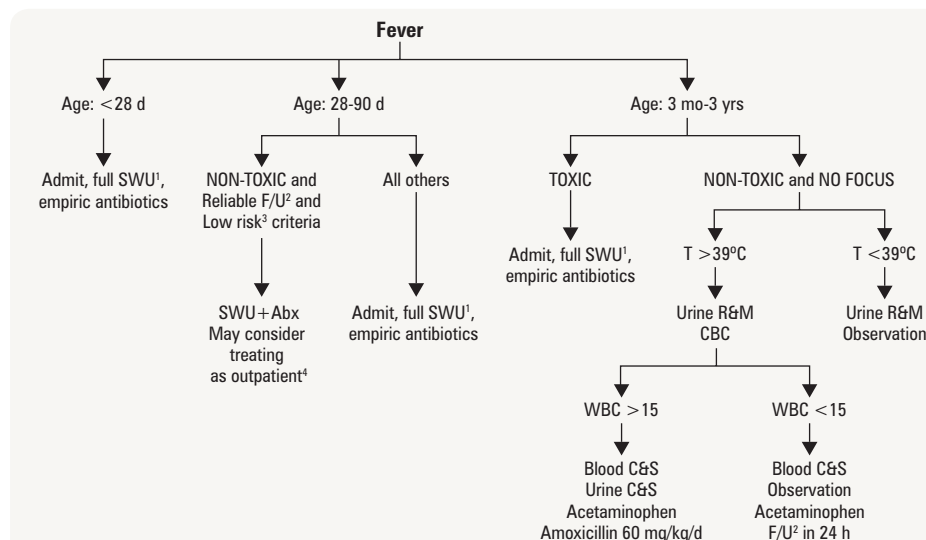 Fever
Age: <28 d
Age: 28-90 d
Age: 3 mo-3 yrs
Admit, full SWU¹,
empiric antibiotics
NON-TOXIC and
Reliable F/U² and
Low risk³ criteria
All others
TOXIC
NON-TOXIC and NO FOCUS
SWU+Abx
May consider
treating
as outpatient⁴
Admit, full SWU¹,
empiric antibiotics
Admit, full SWU¹,
empiric antibiotics
T >39ºC
T <39ºC
Urine R&M
CBC
Urine R&M
Observation
WBC >15
WBC <15
Blood C&S
Urine C&S
Acetaminophen
Amoxicillin 60 mg/kg/d
Blood C&S
Observation
Acetaminophen
F/U² in 24 h